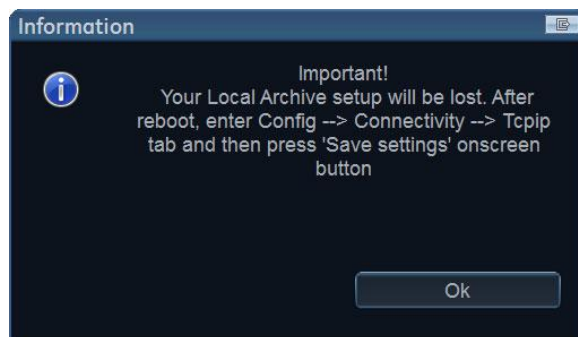 Information
Important!
Your Local Archive setup will be lost. After
reboot, enter Config --> Connectivity --> Tcpip
tab and then press 'Save settings' onscreen
button
Ok